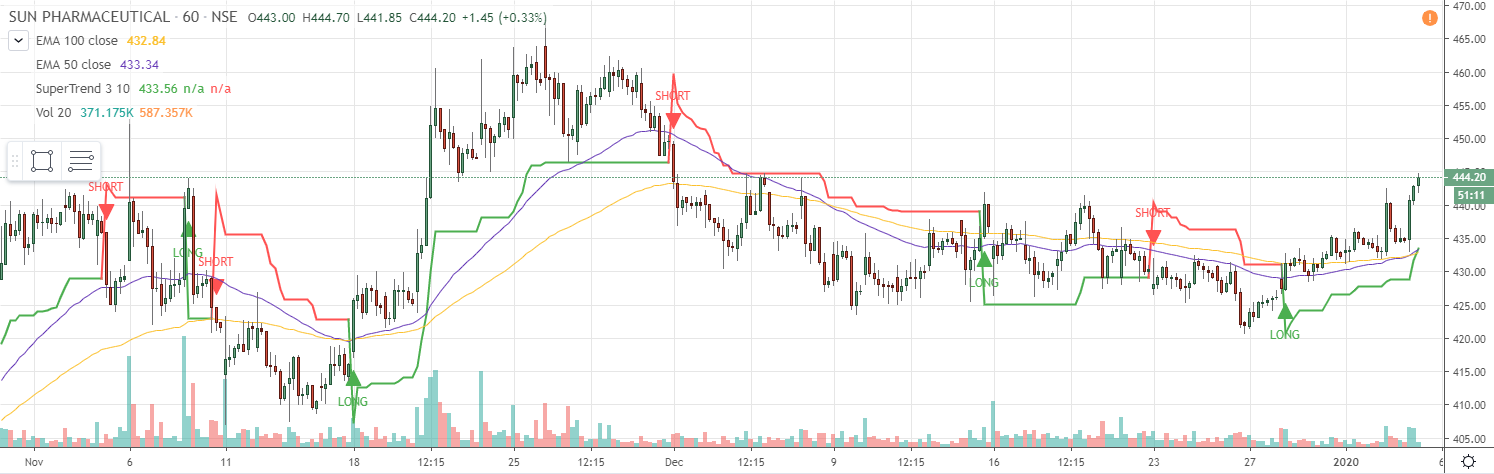 SUN PHARMACEUTICAL · 60 · NSE O443.00 H444.70 L441.85 C444.20 +1.45 (+0.33%)
EMA 100 close 432.84
EMA 50 close 433.34
SuperTrend 3 10 433.56 n/a n/a
Vol 20 371.175K 587.357K
SHORT
LONG
SHORT
LONG
SHORT
LONG
SHORT
LONG
470.00
465.00
460.00
455.00
450.00
444.20
51:11
440.00
435.00
430.00
425.00
420.00
415.00
410.00
405.00
Nov 6 11 18 12:15 25 12:15 Dec 12:15 9 12:15 16 12:15 23 27 2020 6